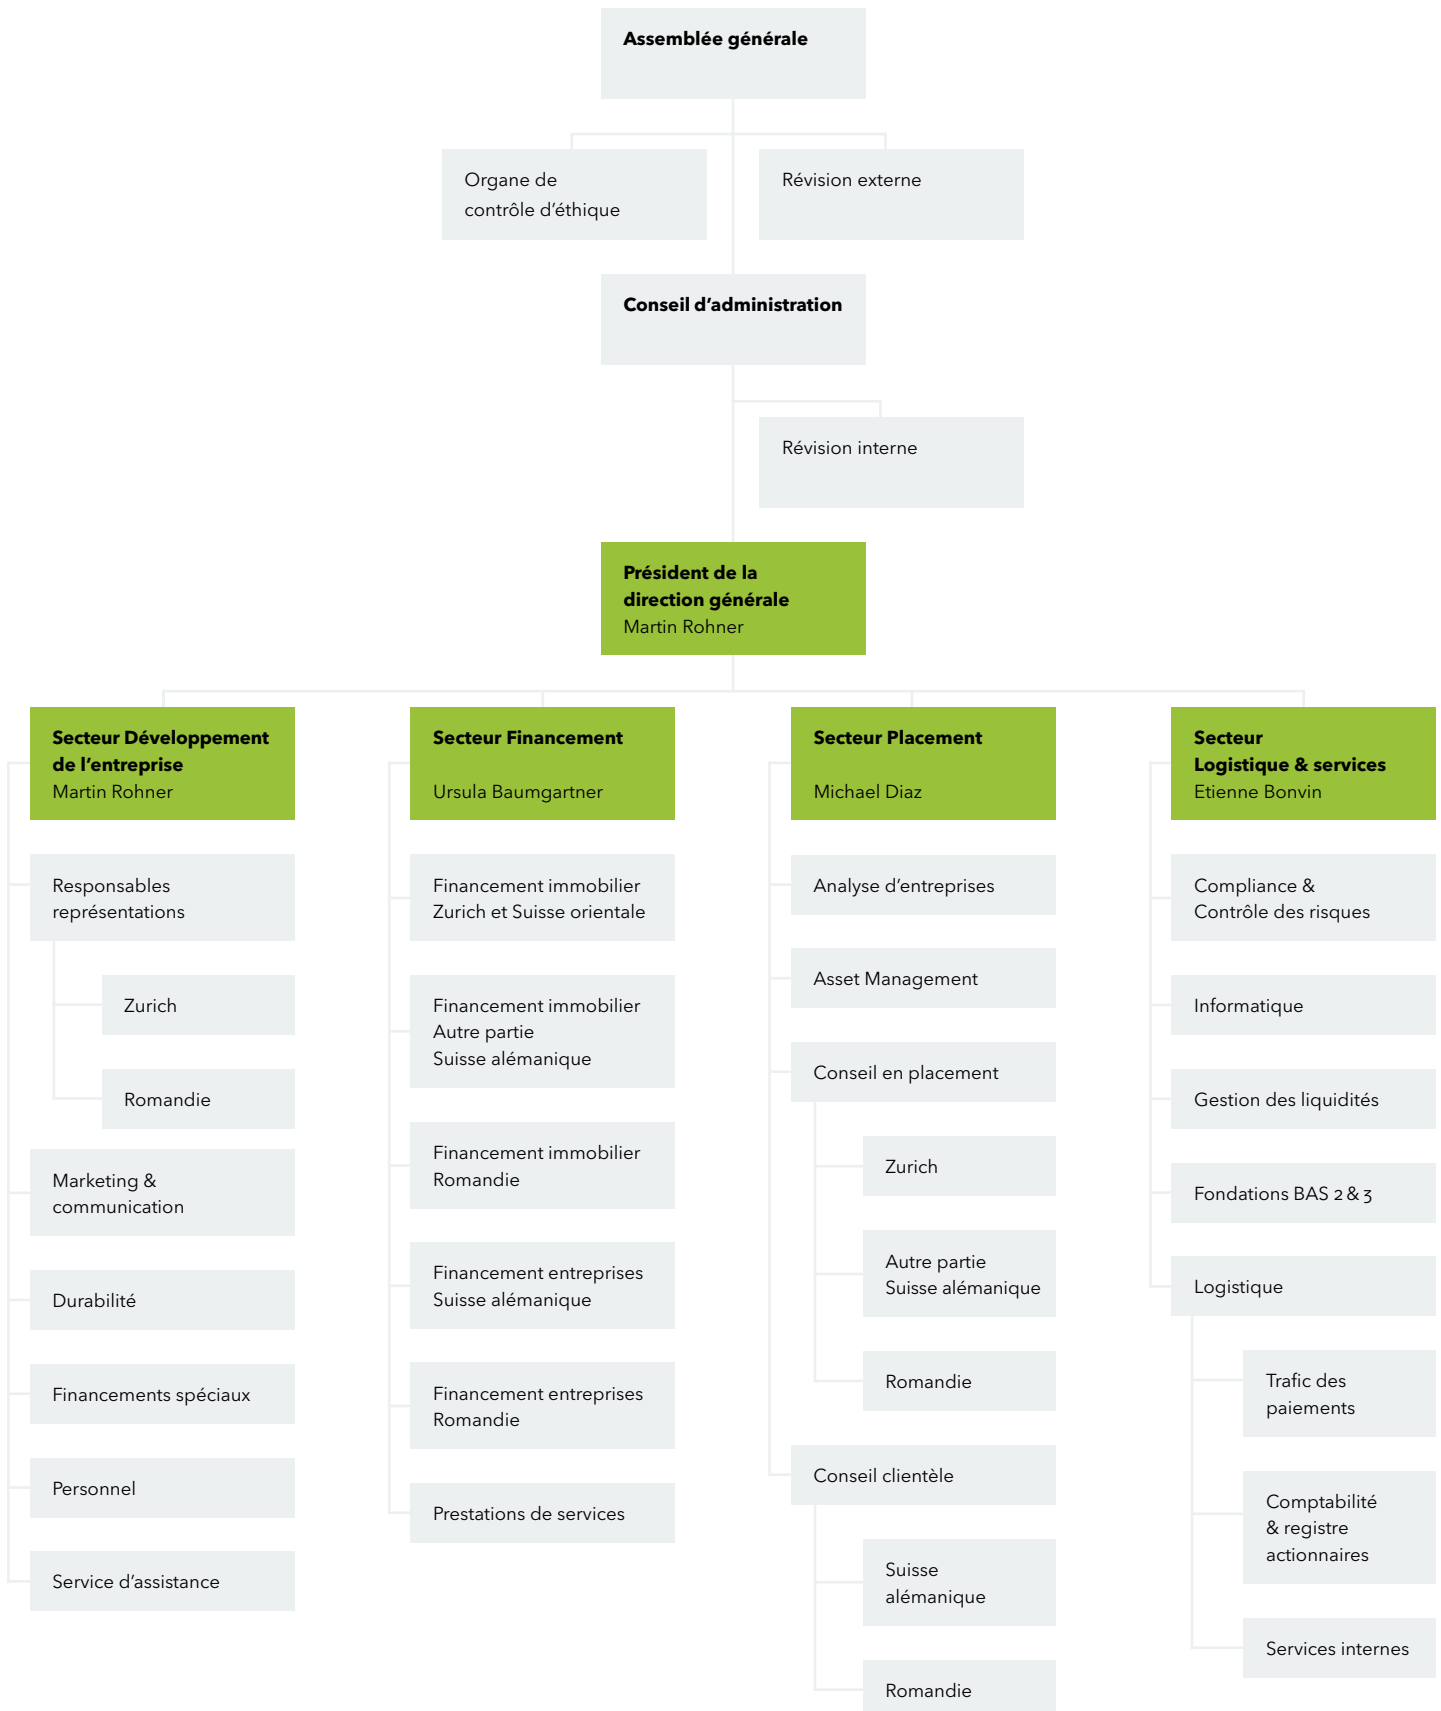 Assemblée générale
Organe de
contrôle d’éthique
Révision externe
Conseil d’administration
Révision interne
Président de la
direction générale
Martin Rohner
Secteur Développement
de l’entreprise
Martin Rohner
Responsables
représentations
Zurich
Romandie
Marketing &
communication
Durabilité
Financements spéciaux
Personnel
Service d’assistance
Secteur Financement
Ursula Baumgartner
Financement immobilier
Zurich et Suisse orientale
Financement immobilier
Autre partie
Suisse alémanique
Financement immobilier
Romandie
Financement entreprises
Suisse alémanique
Financement entreprises
Romandie
Prestations de services
Secteur Placement
Michael Diaz
Analyse d’entreprises
Asset Management
Conseil en placement
Zurich
Autre partie
Suisse alémanique
Romandie
Conseil clientèle
Suisse
alémanique
Romandie
Secteur
Logistique & services
Etienne Bonvin
Compliance &
Contrôle des risques
Informatique
Gestion des liquidités
Fondations BAS 2 & 3
Logistique
Trafic des
paiements
Comptabilité
& registre
actionnaires
Services internes